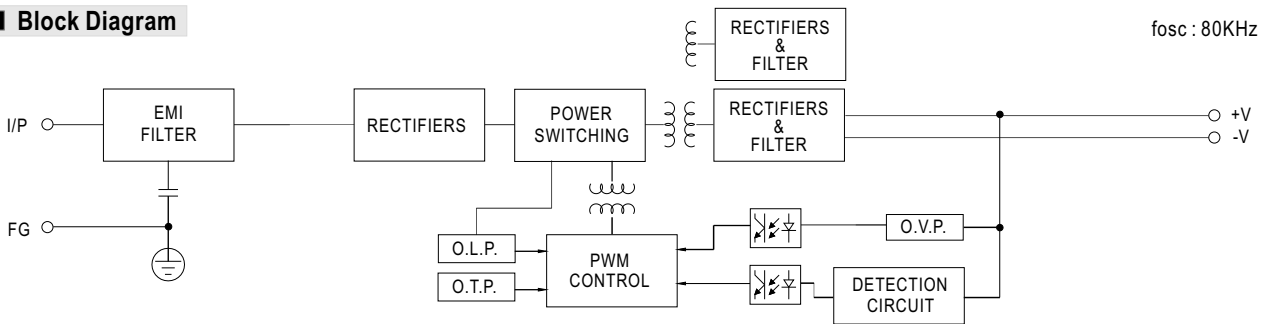 Block Diagram
fosc : 80KHz
RECTIFIERS
&
FILTER
I/P
EMI
FILTER
RECTIFIERS
POWER
SWITCHING
RECTIFIERS
&
FILTER
+V
-V
FG
O.L.P.
O.T.P.
PWM
CONTROL
O.V.P.
DETECTION
CIRCUIT